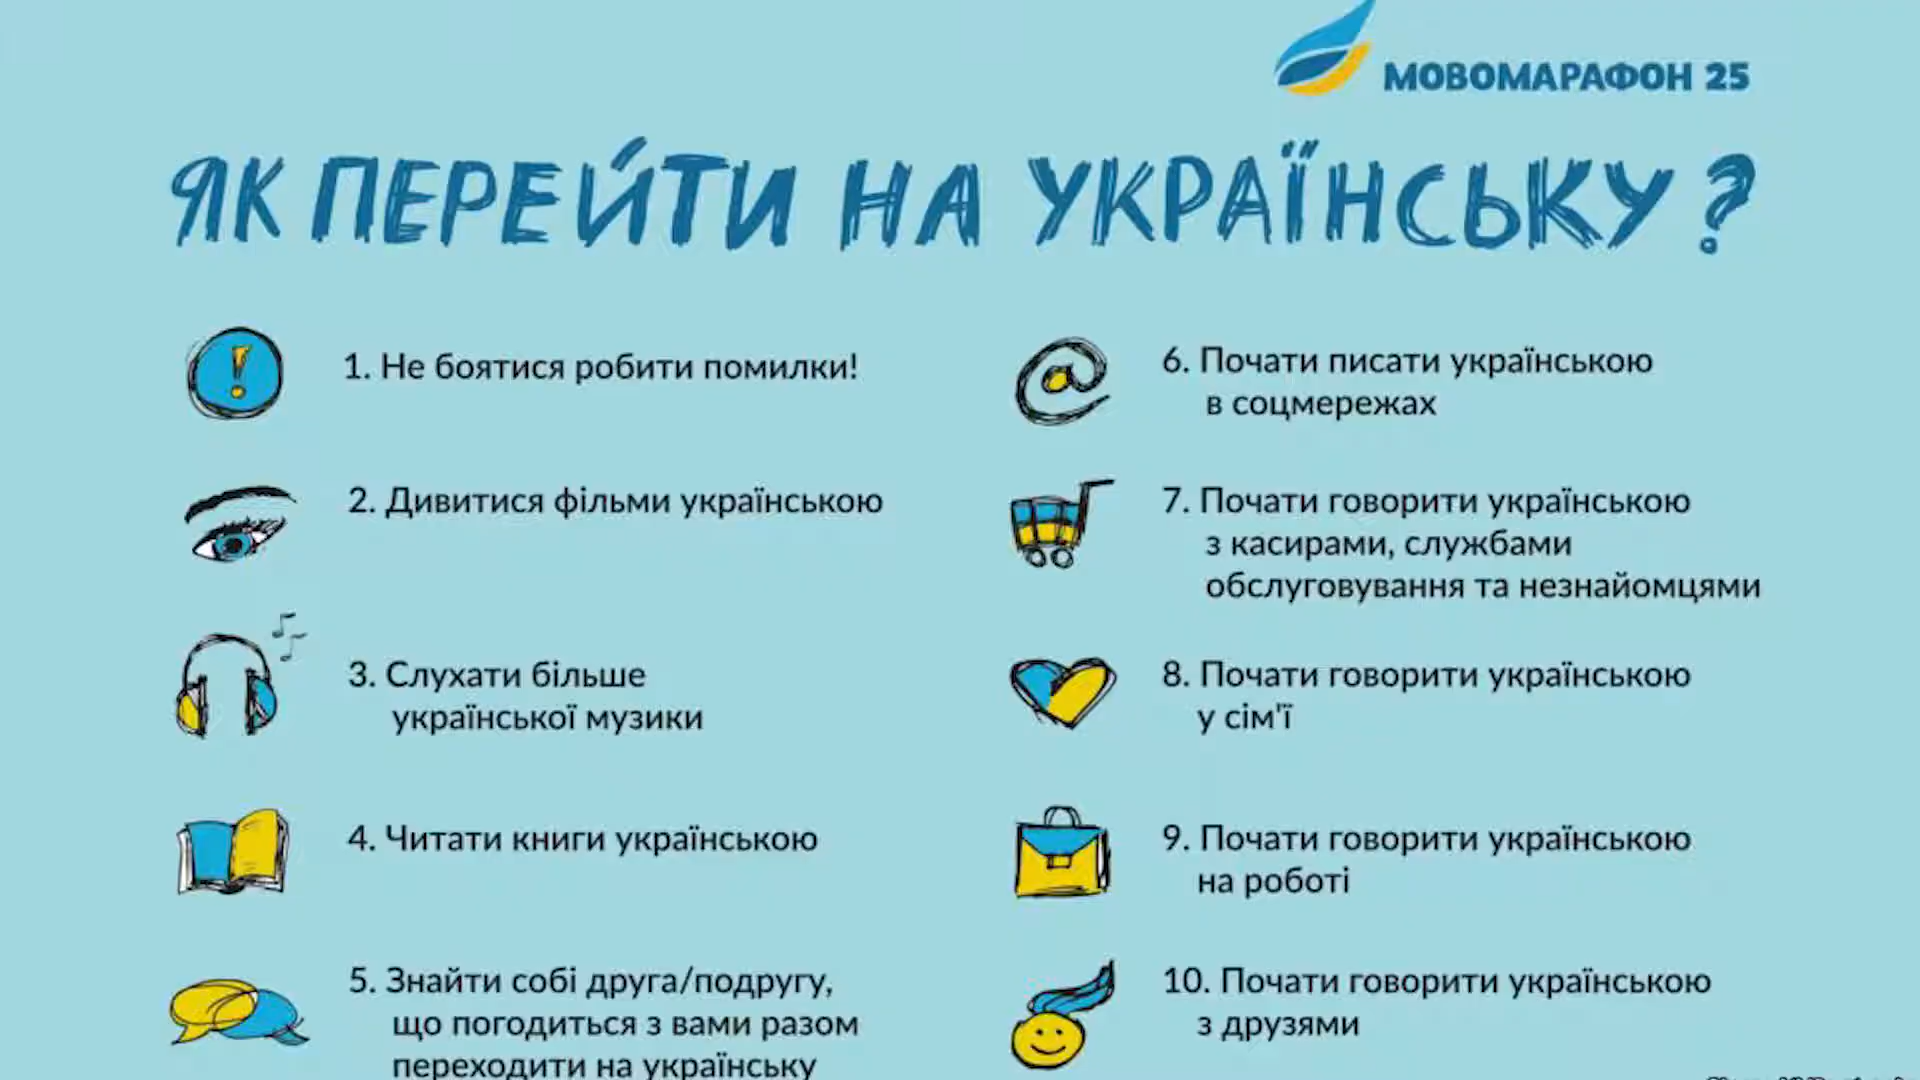 МОВОМАРАФОН 25
ЯК ПЕРЕЙТИ НА УКРАЇНСЬКУ?
1. Не боятися робити помилки!
2. Дивитися фільми українською
3. Слухати більше
української музики
4. Читати книги українською
5. Знайти собі друга/подругу,
що погодиться з вами разом
переходити на українську
6. Почати писати українською
в соцмережах
7. Почати говорити українською
з касирами, службами
обслуговування та незнайомцями
8. Почати говорити українською
у сім'ї
9. Почати говорити українською
на роботі
10. Почати говорити українською
з друзями